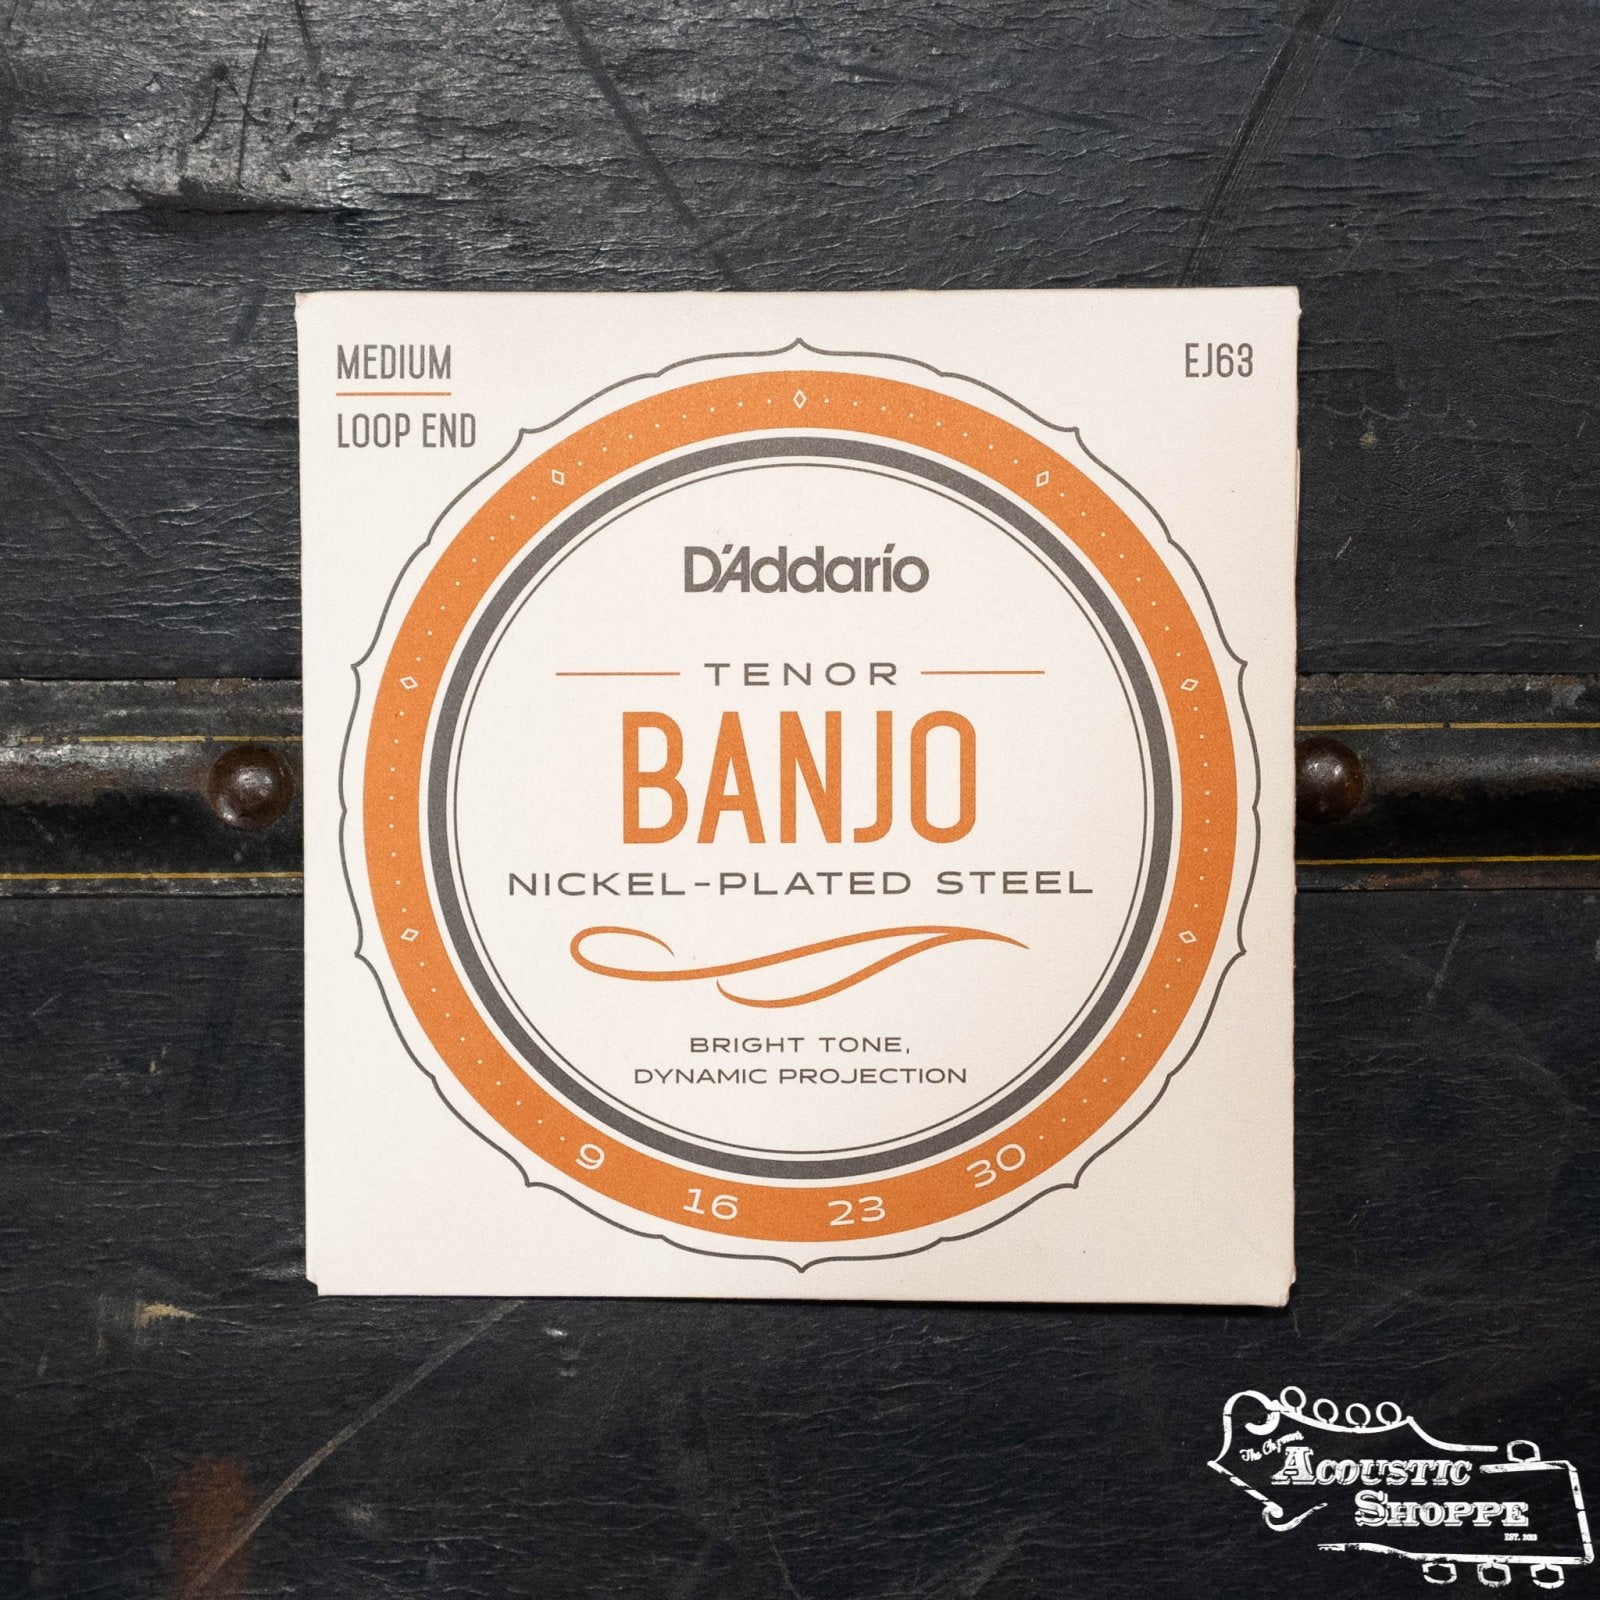 MEDIUM
LOOP END
EJ63
D'Addario
TENOR
BANJO
NICKEL-PLATED STEEL
BRIGHT TONE,
DYNAMIC PROJECTION
9 16 23 30
ACOUSTIC
SHOPPE